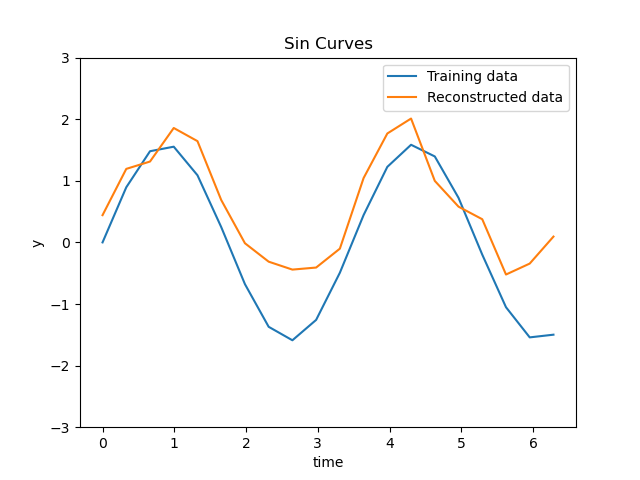 Sin Curves
Training data
Reconstructed data
3
2
1
0
−1
−2
−3
y
0 1 2 3 4 5 6
time